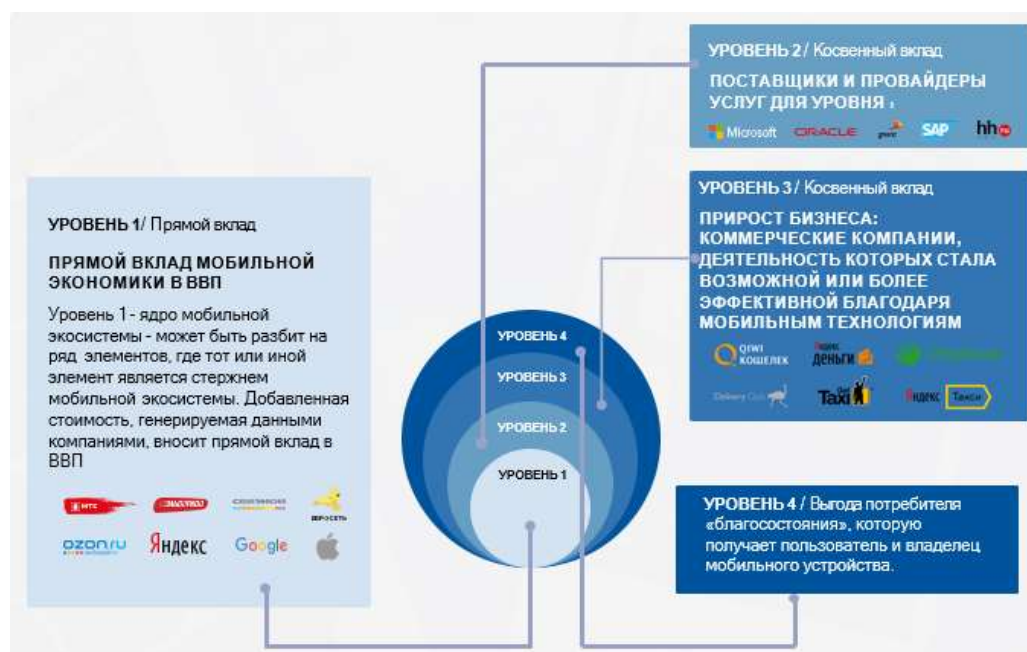 УРОВЕНЬ 2 / Косвенный вклад
ПОСТАВЩИКИ И ПРОВАЙДЕРЫ
УСЛУГ ДЛЯ УРОВНЯ 1
Microsoft ORACLE pwc SAP hh
УРОВЕНЬ 3 / Косвенный вклад
ПРИРОСТ БИЗНЕСА:
КОММЕРЧЕСКИЕ КОМПАНИИ,
ДЕЯТЕЛЬНОСТЬ КОТОРЫХ СТАЛА
ВОЗМОЖНОЙ ИЛИ БОЛЕЕ
ЭФФЕКТИВНОЙ БЛАГОДАРЯ
МОБИЛЬНЫМ ТЕХНОЛОГИЯМ
QIWI
КОШЕЛЕК
Яндекс
ДЕНЬГИ
Delivery Club
Taxi
Яндекс Такси
УРОВЕНЬ 1/ Прямой вклад
ПРЯМОЙ ВКЛАД МОБИЛЬНОЙ
ЭКОНОМИКИ В ВВП
Уровень 1 - ядро мобильной
экосистемы - может быть разбит на
ряд элементов, где тот или иной
элемент является стержнем
мобильной экосистемы. Добавленная
стоимость, генерируемая данными
компаниями, вносит прямой вклад в
ВВП
МТС
ЕВРОСЕТЬ
OZON.ru
Яндекс
Google
УРОВЕНЬ 4
УРОВЕНЬ 3
УРОВЕНЬ 2
УРОВЕНЬ 1
УРОВЕНЬ 4 / Выгода потребителя
«благосостояния», которую
получает пользователь и владелец
мобильного устройства.